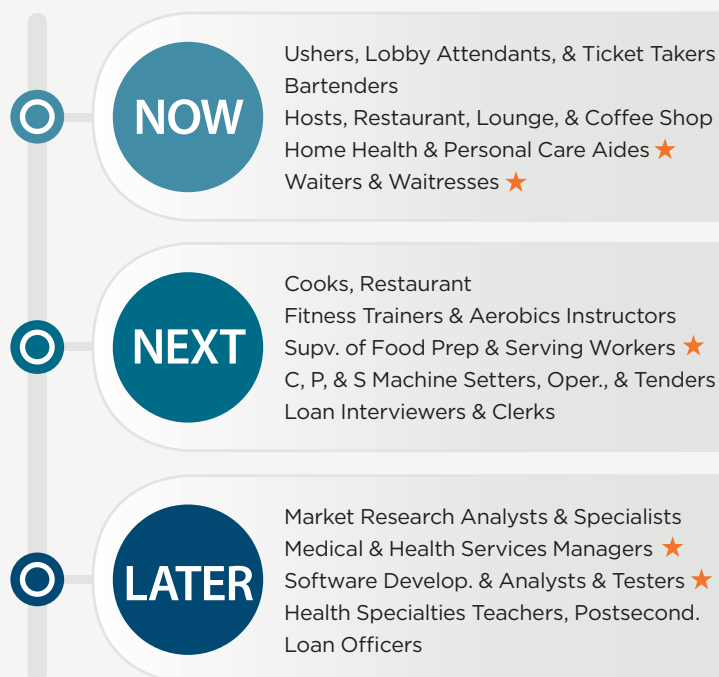 NOW
Ushers, Lobby Attendants, & Ticket Takers
Bartenders
Hosts, Restaurant, Lounge, & Coffee Shop
Home Health & Personal Care Aides ★
Waiters & Waitresses ★
NEXT
Cooks, Restaurant
Fitness Trainers & Aerobics Instructors
Supv. of Food Prep & Serving Workers ★
C, P, & S Machine Setters, Oper., & Tenders
Loan Interviewers & Clerks
LATER
Market Research Analysts & Specialists
Medical & Health Services Managers ★
Software Develop. & Analysts & Testers ★
Health Specialties Teachers, Postsecond.
Loan Officers